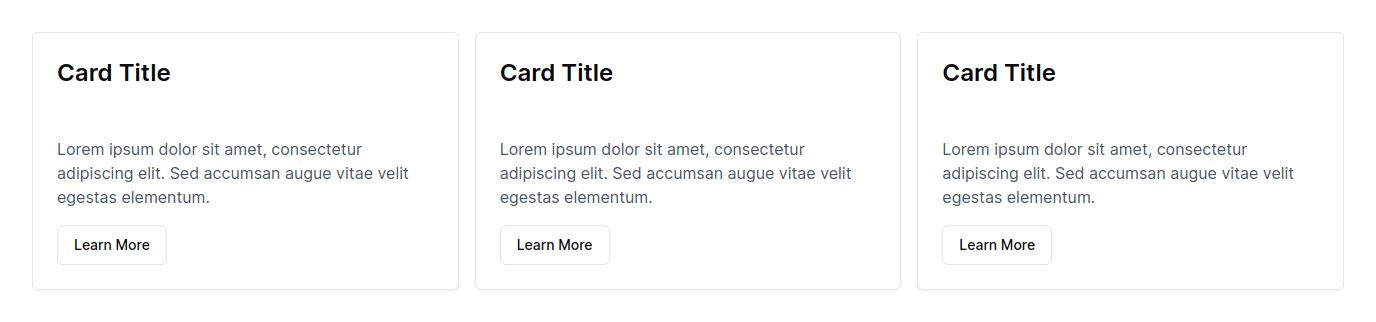 Card Title
Lorem ipsum dolor sit amet, consectetur
adipiscing elit. Sed accumsan augue vitae velit
egestas elementum.
Learn More
Card Title
Lorem ipsum dolor sit amet, consectetur
adipiscing elit. Sed accumsan augue vitae velit
egestas elementum.
Learn More
Card Title
Lorem ipsum dolor sit amet, consectetur
adipiscing elit. Sed accumsan augue vitae velit
egestas elementum.
Learn More